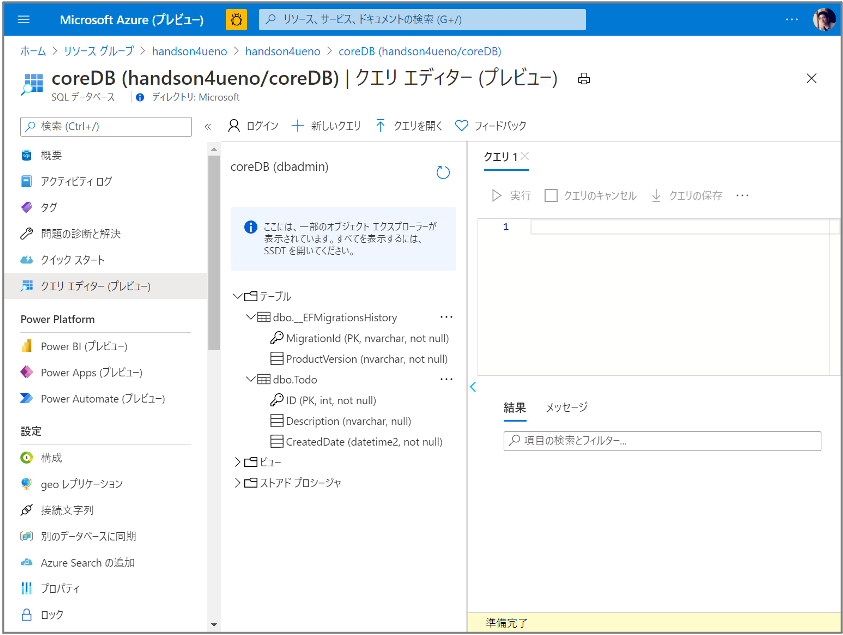 Microsoft Azure (プレビュー)
リソース、サービス、ドキュメントの検索 (G+/)
ホーム > リソース グループ > handson4ueno > handson4ueno > coreDB (handson4ueno/coreDB)
coreDB (handson4ueno/coreDB) | クエリ エディター (プレビュー)
SQL データベース
ディレクトリ: Microsoft
検索 (Ctrl+/)
概要
アクティビティ ログ
タグ
問題の診断と解決
クイック スタート
クエリ エディター (プレビュー)
Power Platform
Power BI (プレビュー)
Power Apps (プレビュー)
Power Automate (プレビュー)
設定
構成
geo レプリケーション
接続文字列
別のデータベースに同期
Azure Search の追加
プロパティ
ロック
ログイン
新しいクエリ
クエリを開く
フィードバック
coreDB (dbadmin)
ここには、一部のオブジェクト エクスプローラーが
表示されています。すべてを表示するには、
SSDT を開いてください。
テーブル
dbo.__EFMigrationsHistory
MigrationId (PK, nvarchar, not null)
ProductVersion (nvarchar, not null)
dbo.Todo
ID (PK, int, not null)
Description (nvarchar, null)
CreatedDate (datetime2, not null)
ビュー
ストアド プロシージャ
クエリ 1
実行
クエリのキャンセル
クエリの保存
1
結果
メッセージ
項目の検索とフィルター...
準備完了